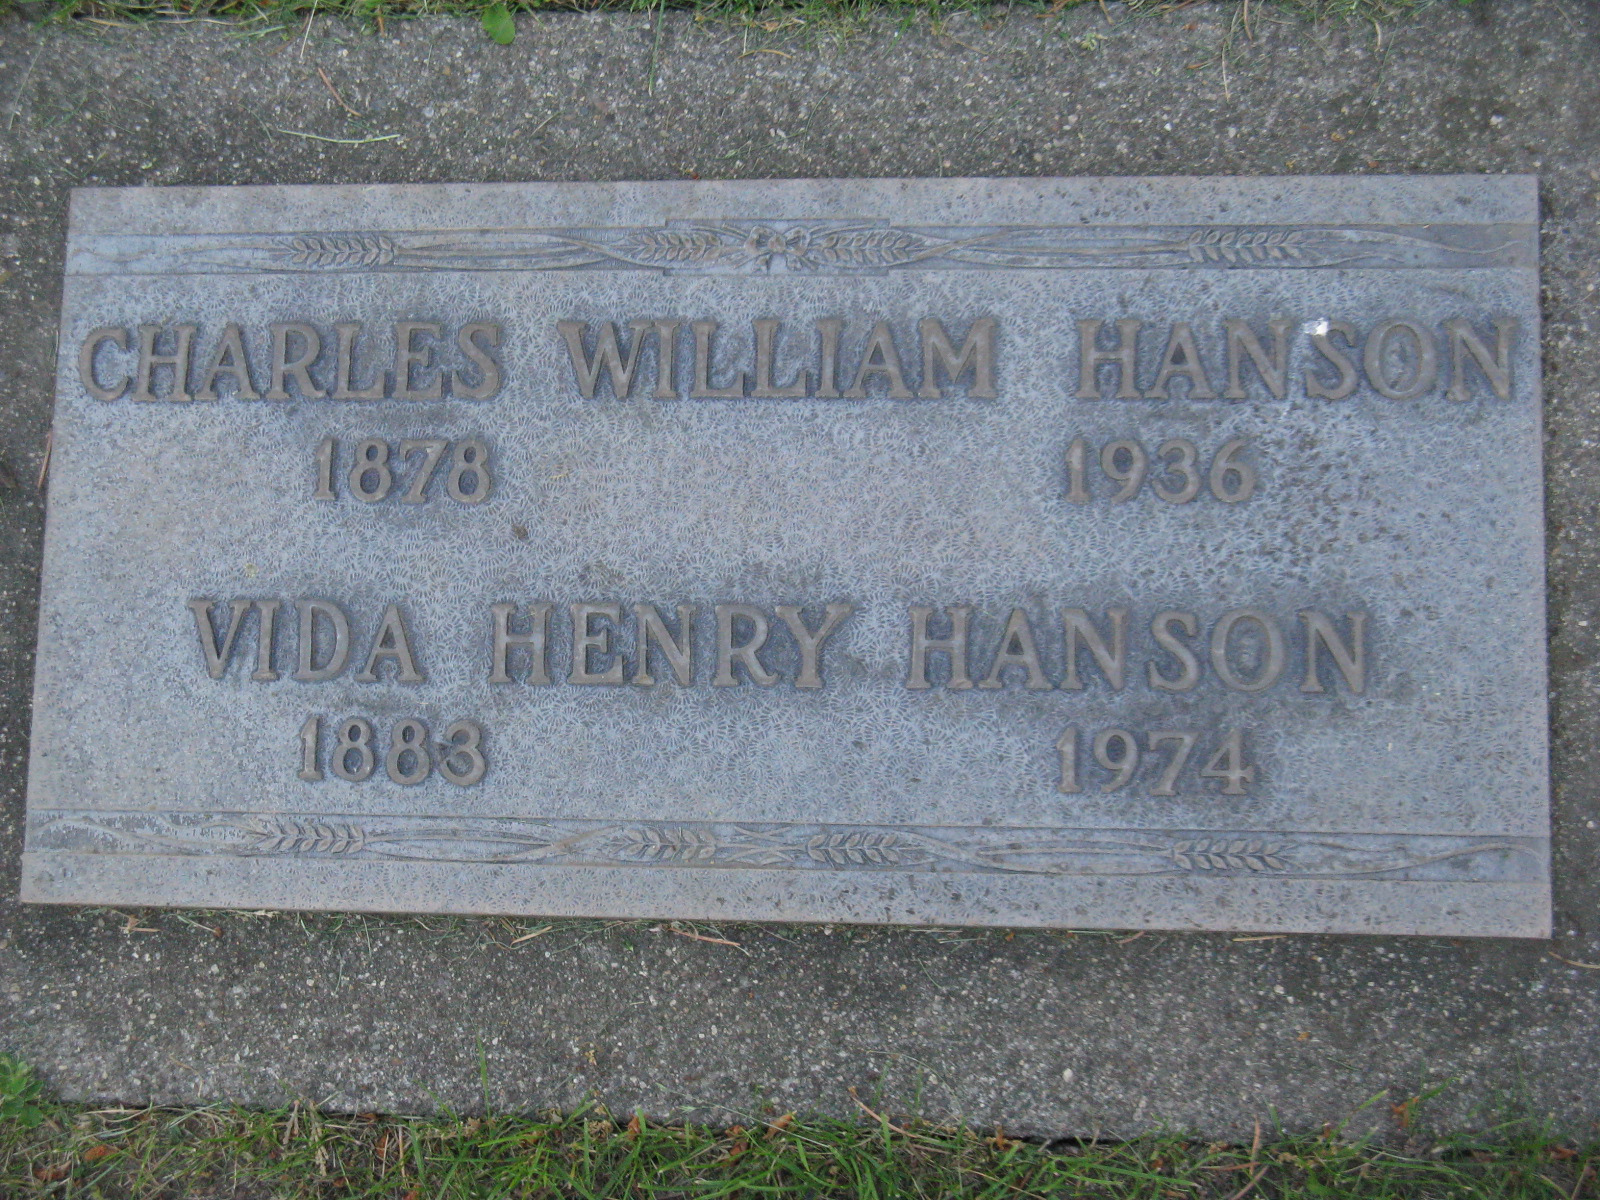 CHARLES WILLIAM HANSON
1878 1936
VIDA HENRY HANSON
1883 1974